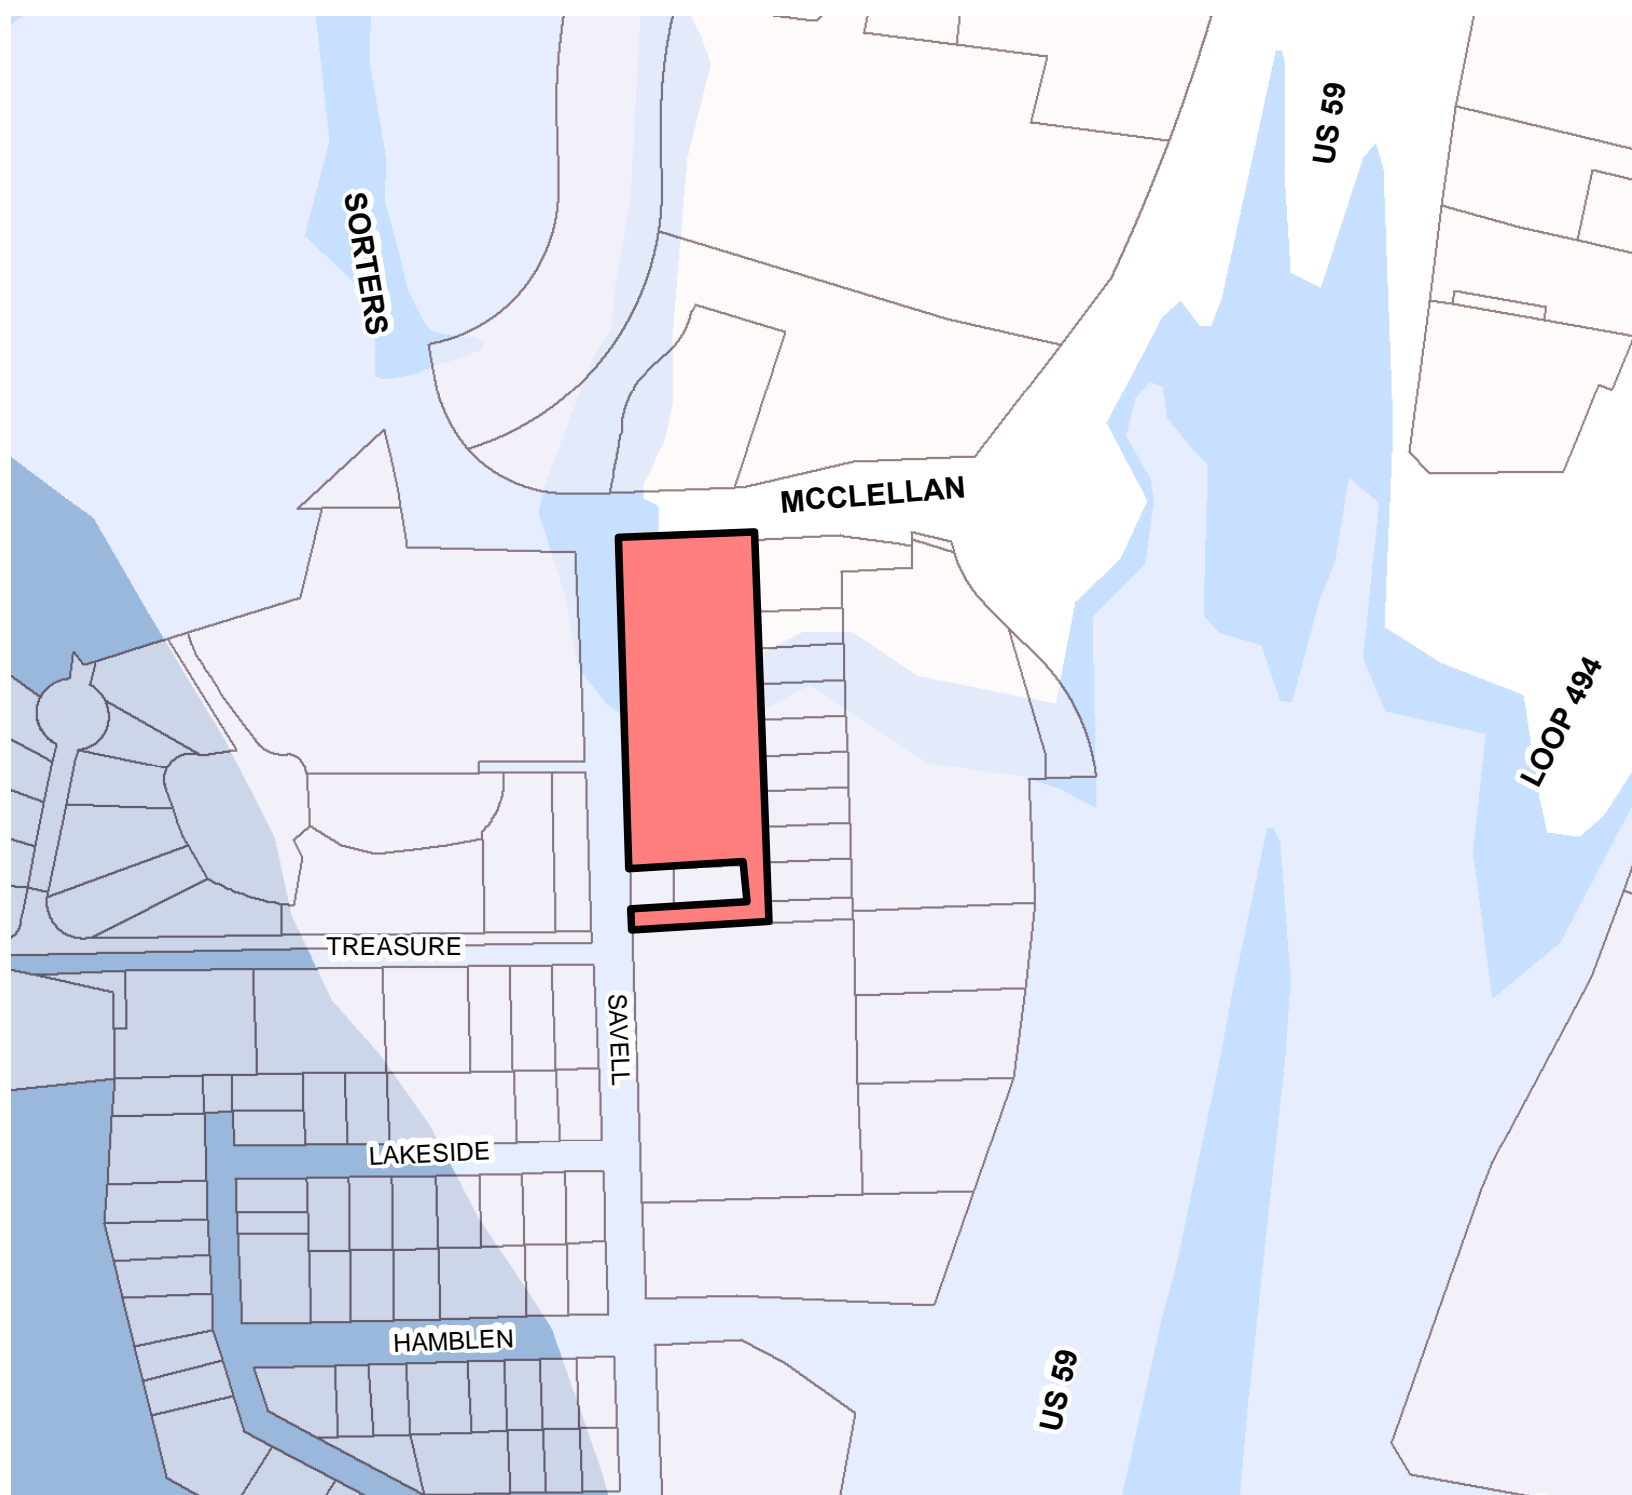 US 59
SORTERS
MCCLELLAN
LOOP 494
TREASURE
SAVELL
LAKESIDE
HAMBLEN
US 59